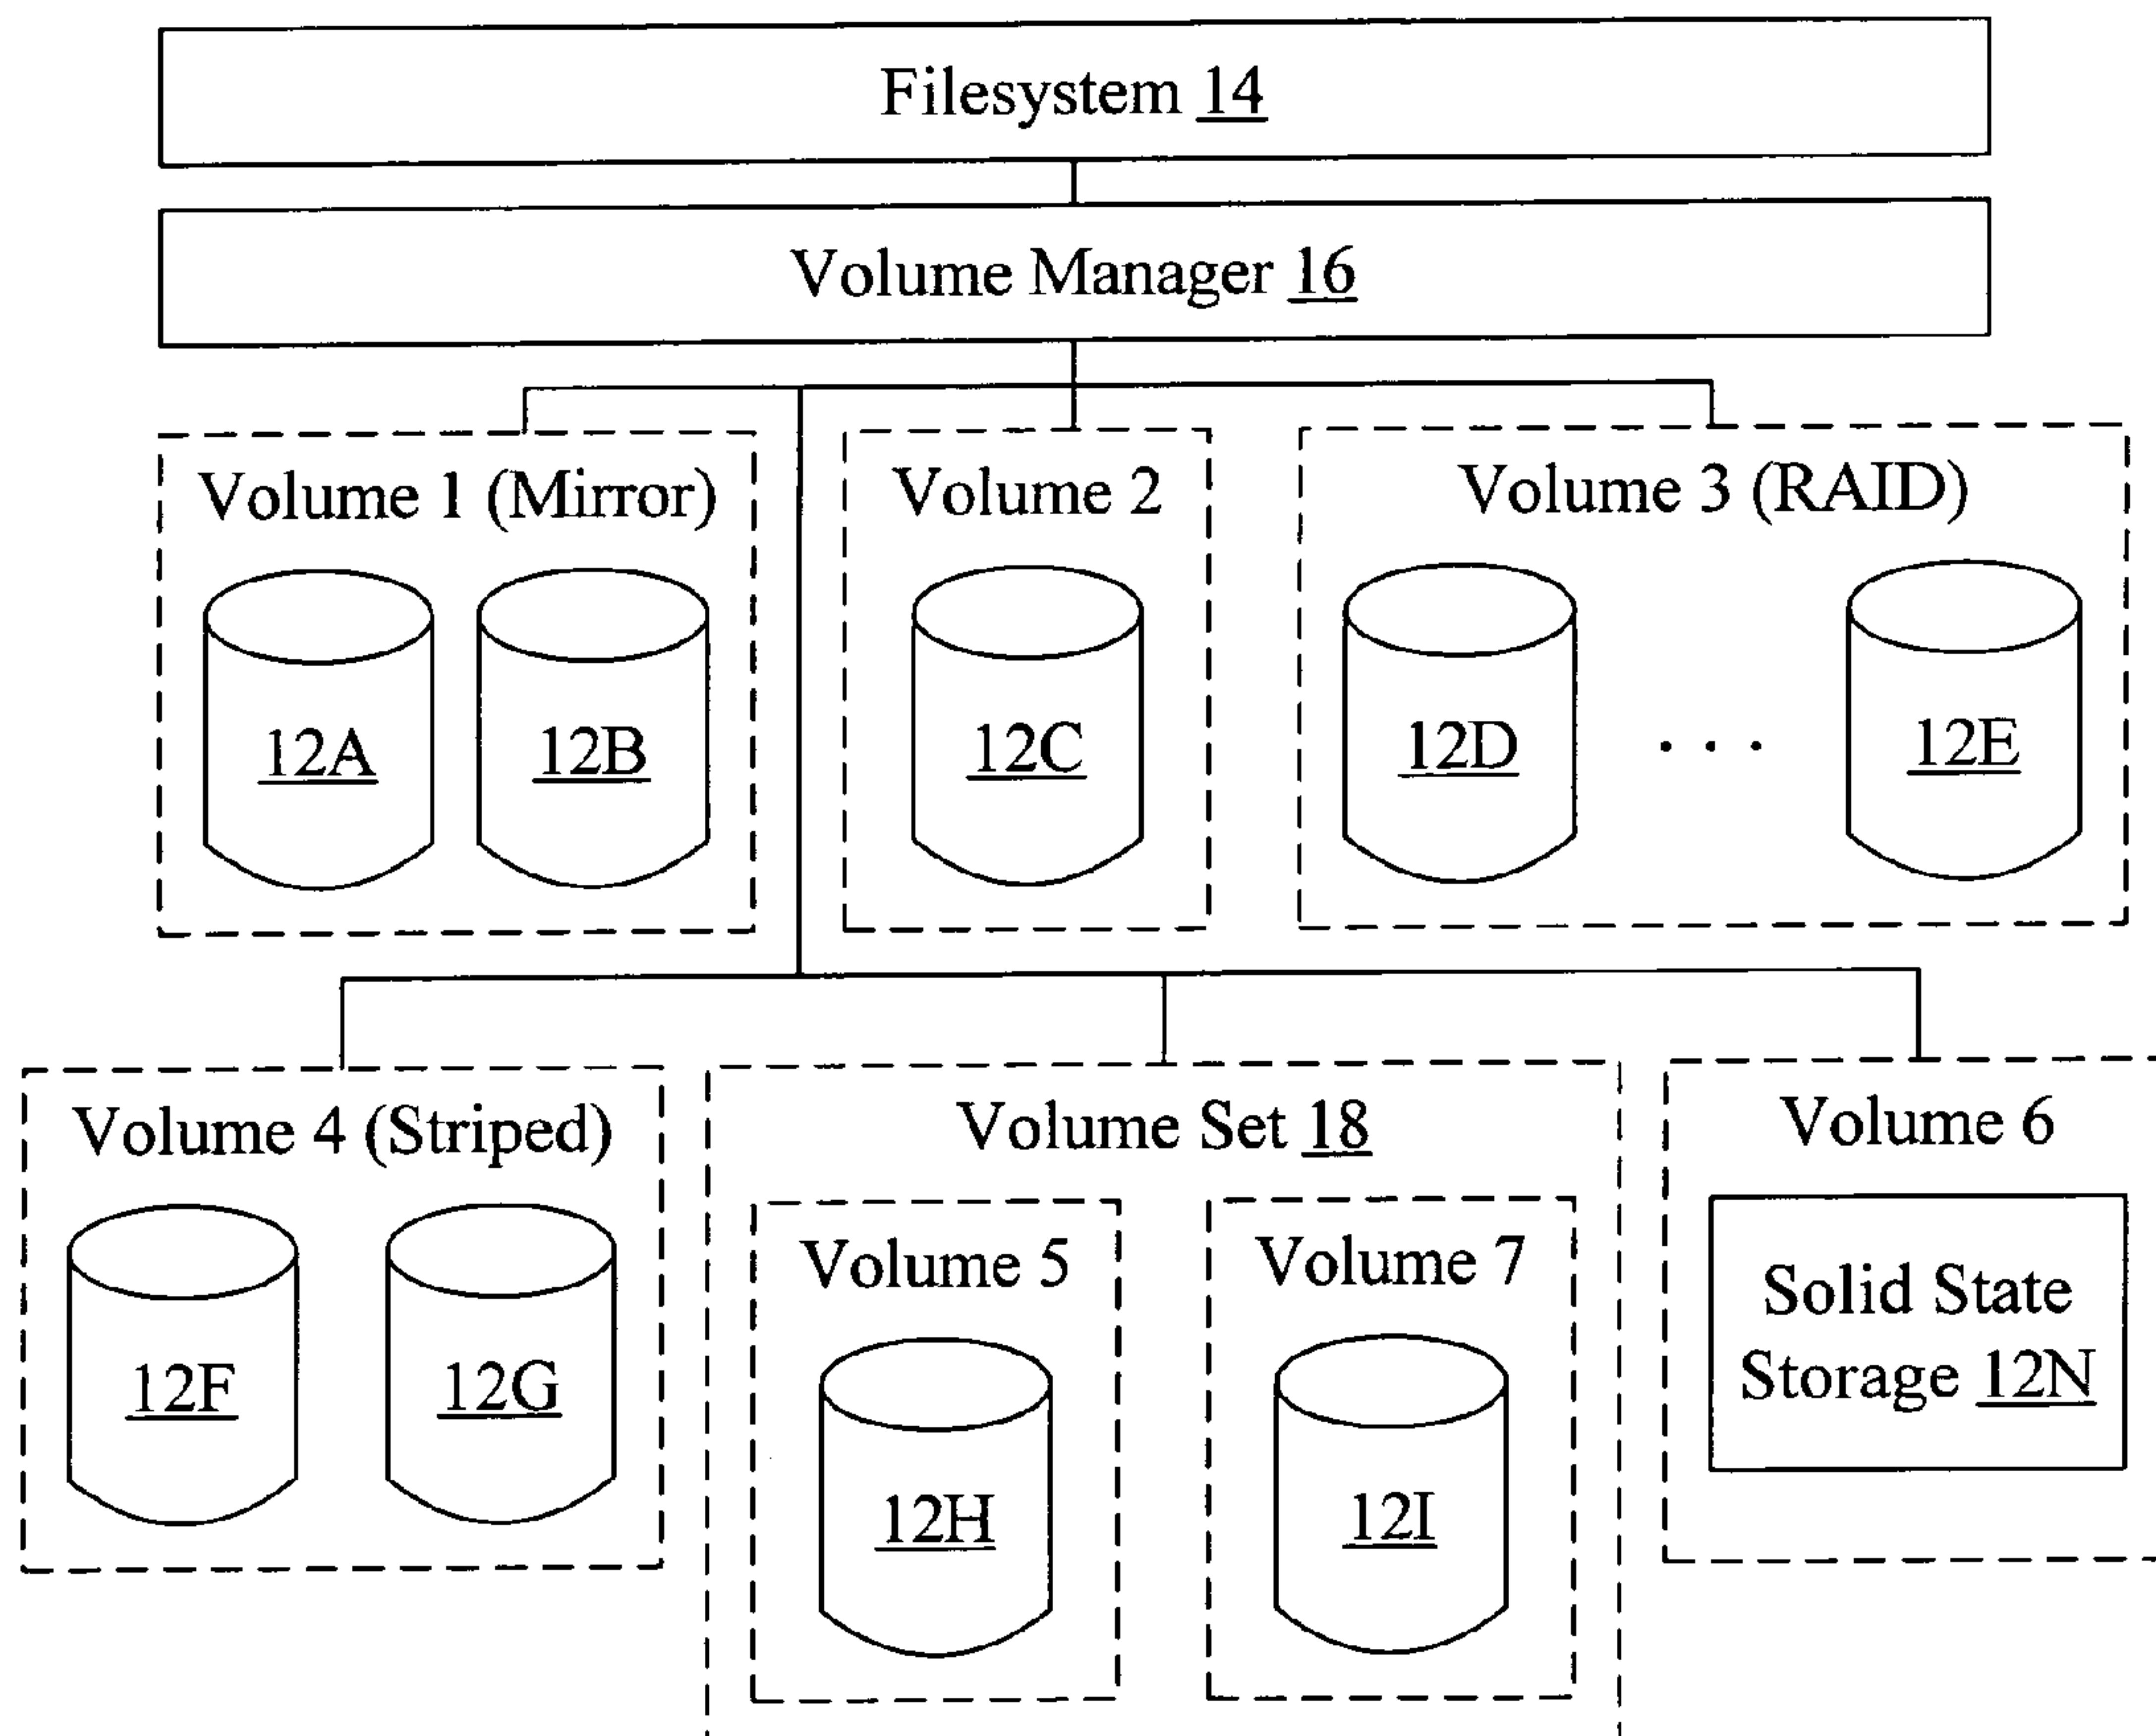 Filesystem 14
Volume Manager 16
Volume 1 (Mirror)
Volume 2
Volume 3 (RAID)
12A
12B
12C
12D
. . .
12E
Volume 4 (Striped)
Volume Set 18
Volume 6
Volume 5
Volume 7
Solid State
Storage 12N
12F
12G
12H
12I